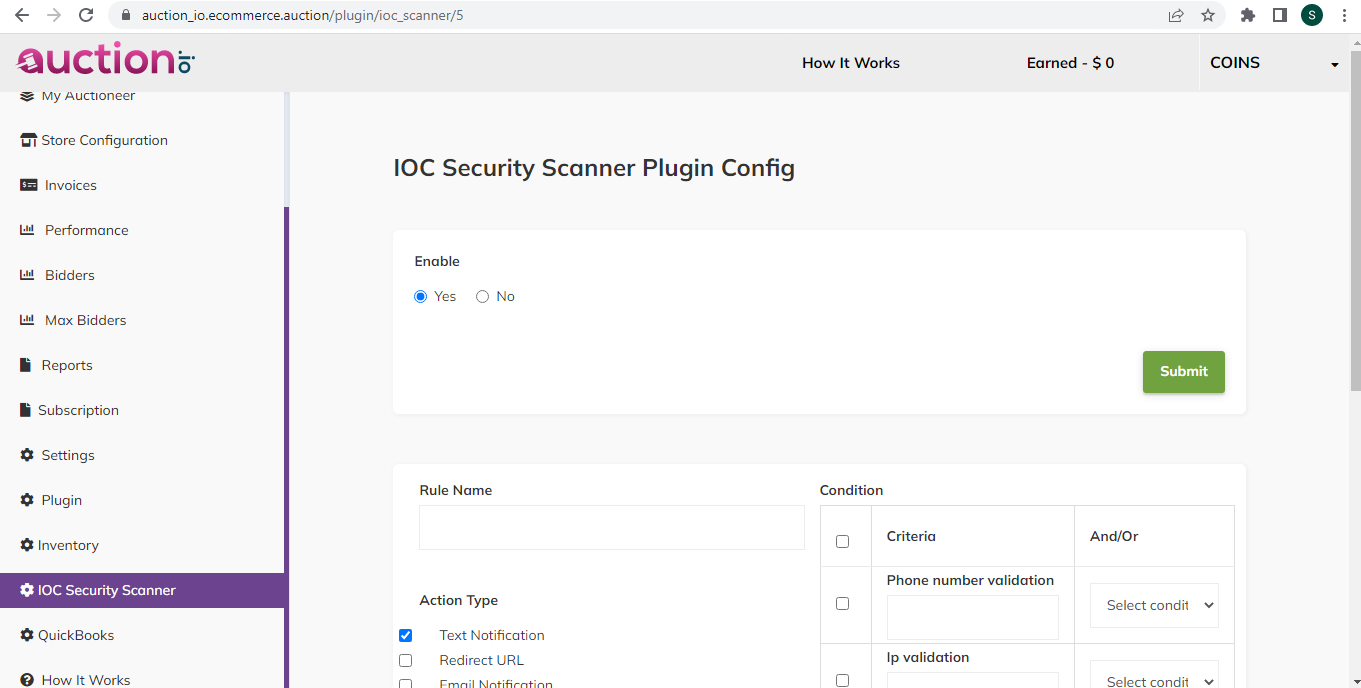 auction_io.ecommerce.auction/plugin/ioc_scanner/5
S
auction io
How It Works
Earned - $ 0
COINS
My Auctioneer
Store Configuration
Invoices
Performance
Bidders
Max Bidders
Reports
Subscription
Settings
Plugin
Inventory
IOC Security Scanner
QuickBooks
How It Works
IOC Security Scanner Plugin Config
Enable
Yes
No
Submit
Rule Name
Action Type
Text Notification
Redirect URL
Email Notification
Condition
Criteria
And/Or
Phone number validation
Select condit
Ip validation
Select condit